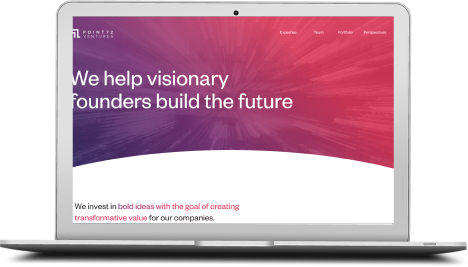 POINT72
VENTURES
Expertise Team Portfolio Perspectives
We help visionary
founders build the future
We invest in bold ideas with the goal of creating
transformative value for our companies.